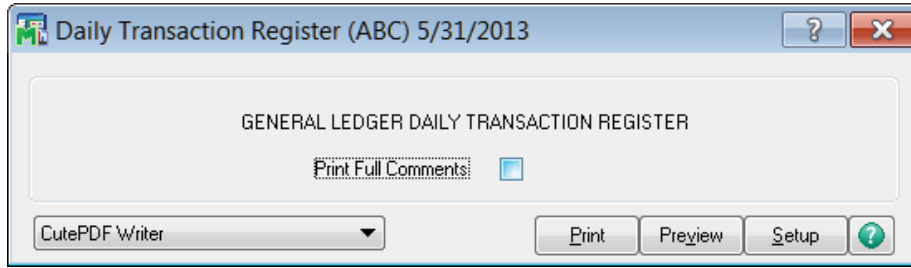 Daily Transaction Register (ABC) 5/31/2013
GENERAL LEDGER DAILY TRANSACTION REGISTER
Print Full Comments
CutePDF Writer Print Preview Setup